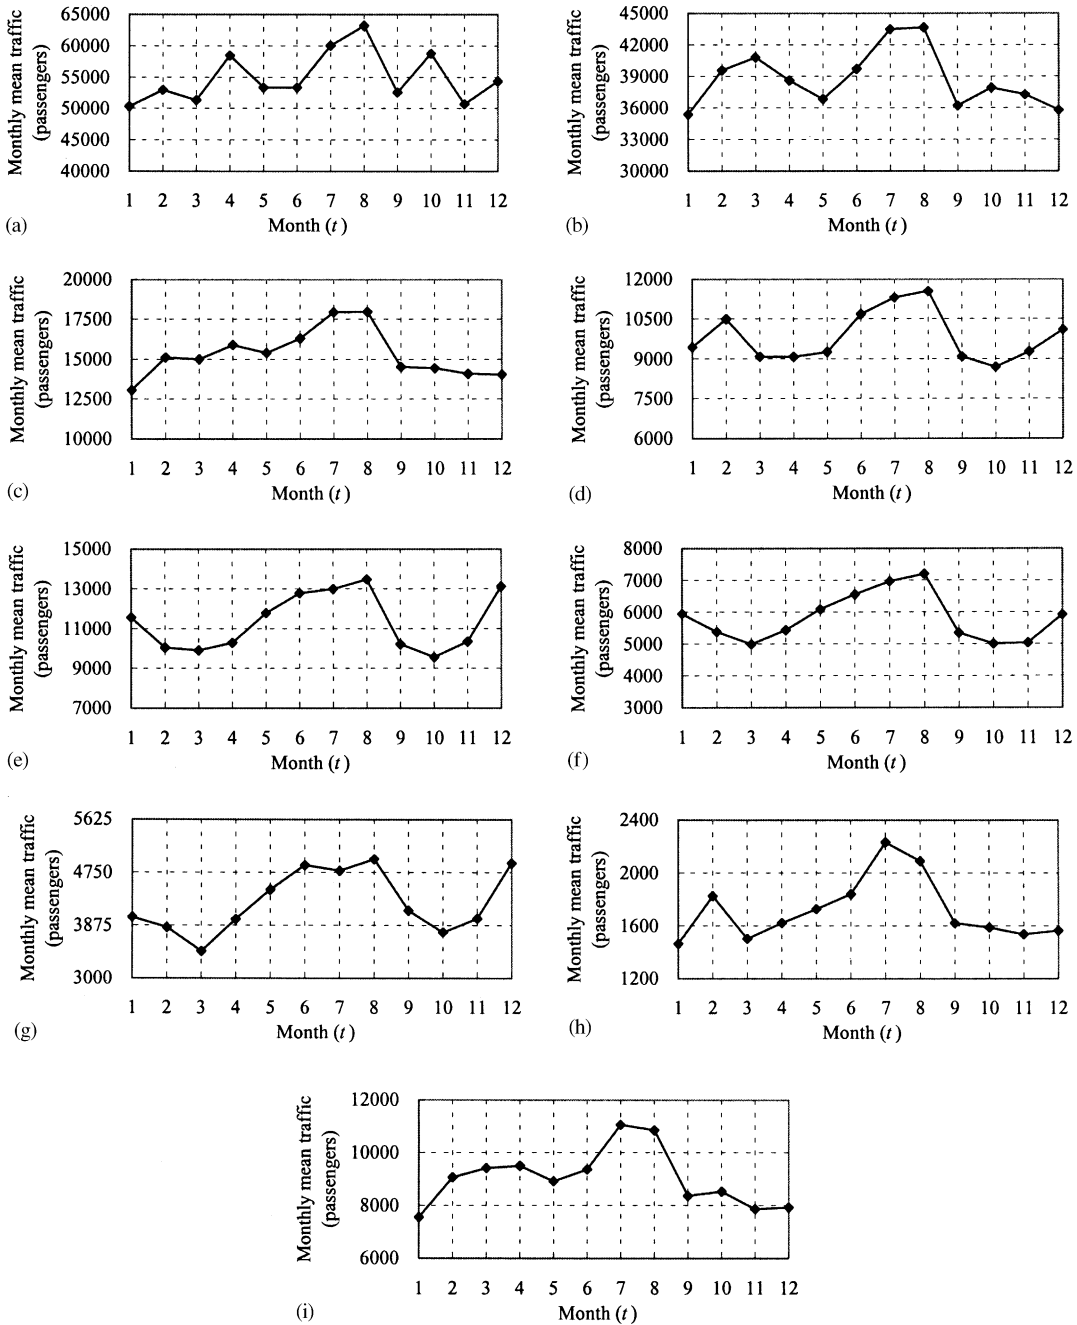 65000
60000
55000
50000
45000
40000
Monthly mean traffic
(passengers)
1 2 3 4 5 6 7 8 9 10 11 12
Month (t)
(a)
45000
42000
39000
36000
33000
30000
Monthly mean traffic
(passengers)
1 2 3 4 5 6 7 8 9 10 11 12
Month (t)
(b)
20000
17500
15000
12500
10000
Monthly mean traffic
(passengers)
1 2 3 4 5 6 7 8 9 10 11 12
Month (t)
(c)
12000
10500
9000
7500
6000
Monthly mean traffic
(passengers)
1 2 3 4 5 6 7 8 9 10 11 12
Month (t)
(d)
15000
13000
11000
9000
7000
Monthly mean traffic
(passengers)
1 2 3 4 5 6 7 8 9 10 11 12
Month (t)
(e)
8000
7000
6000
5000
4000
3000
Monthly mean traffic
(passengers)
1 2 3 4 5 6 7 8 9 10 11 12
Month (t)
(f)
5625
4750
3875
3000
Monthly mean traffic
(passengers)
1 2 3 4 5 6 7 8 9 10 11 12
Month (t)
(g)
2400
2000
1600
1200
Monthly mean traffic
(passengers)
1 2 3 4 5 6 7 8 9 10 11 12
Month (t)
(h)
12000
10000
8000
6000
Monthly mean traffic
(passengers)
1 2 3 4 5 6 7 8 9 10 11 12
Month (t)
(i)